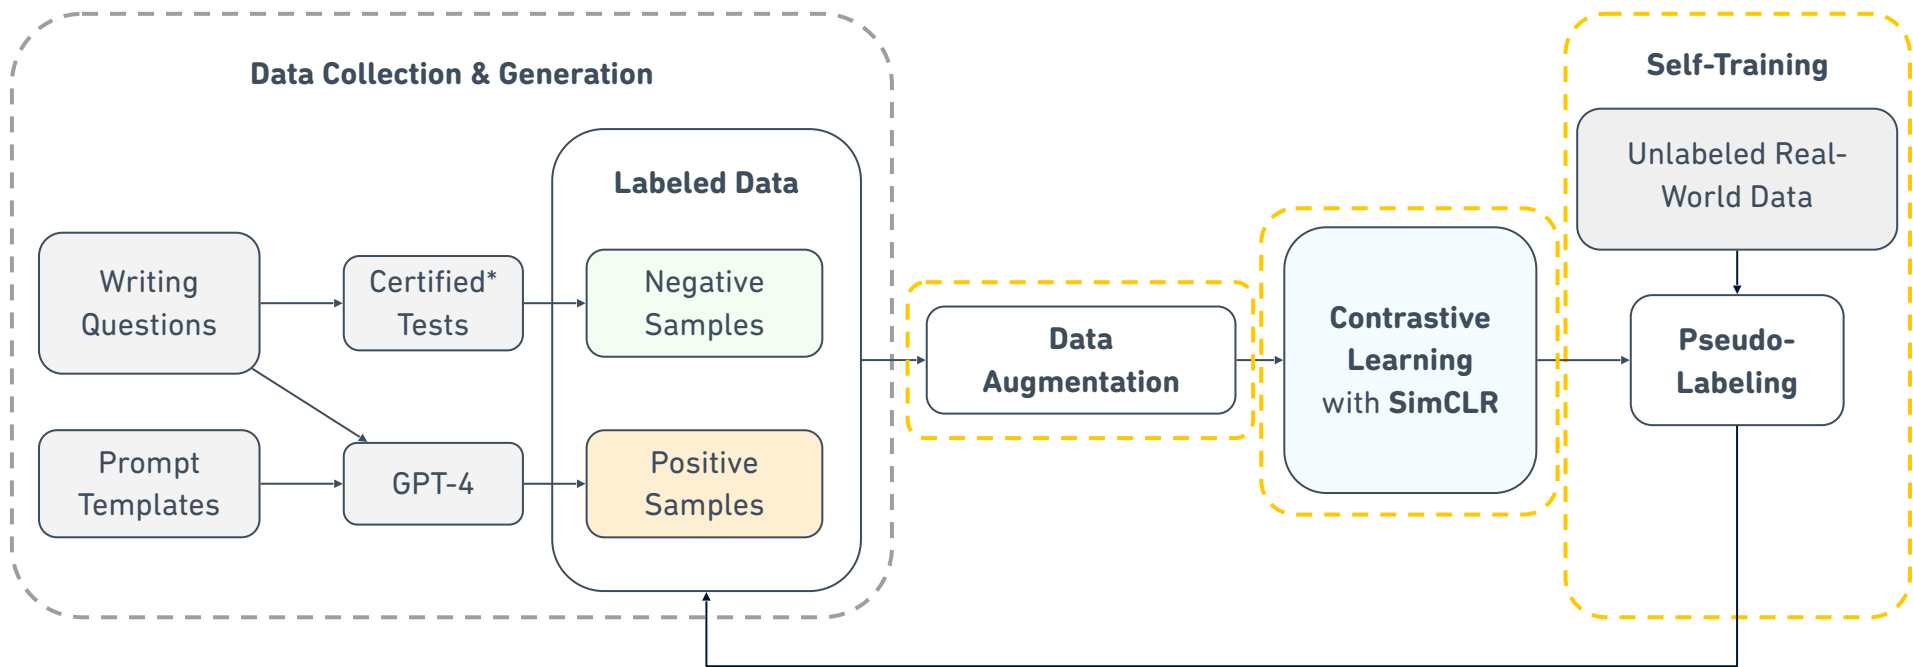 Data Collection & Generation
Labeled Data
Writing
Questions
Certified*
Tests
Negative
Samples
Prompt
Templates
GPT-4
Positive
Samples
Data
Augmentation
Contrastive
Learning
with SimCLR
Self-Training
Unlabeled Real-
World Data
Pseudo-
Labeling